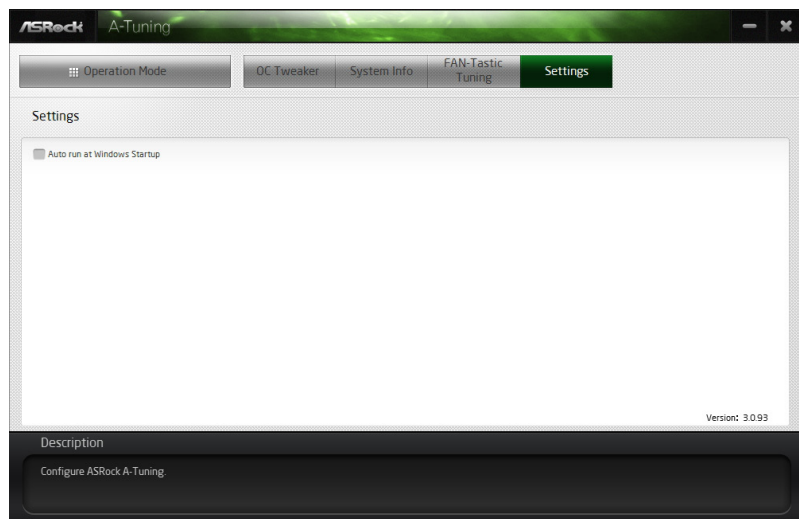 ASRock A-Tuning
Operation Mode OC Tweaker System Info FAN-Tastic Tuning Settings
Settings
Auto run at Windows Startup
Version: 3.0.93
Description
Configure ASRock A-Tuning.